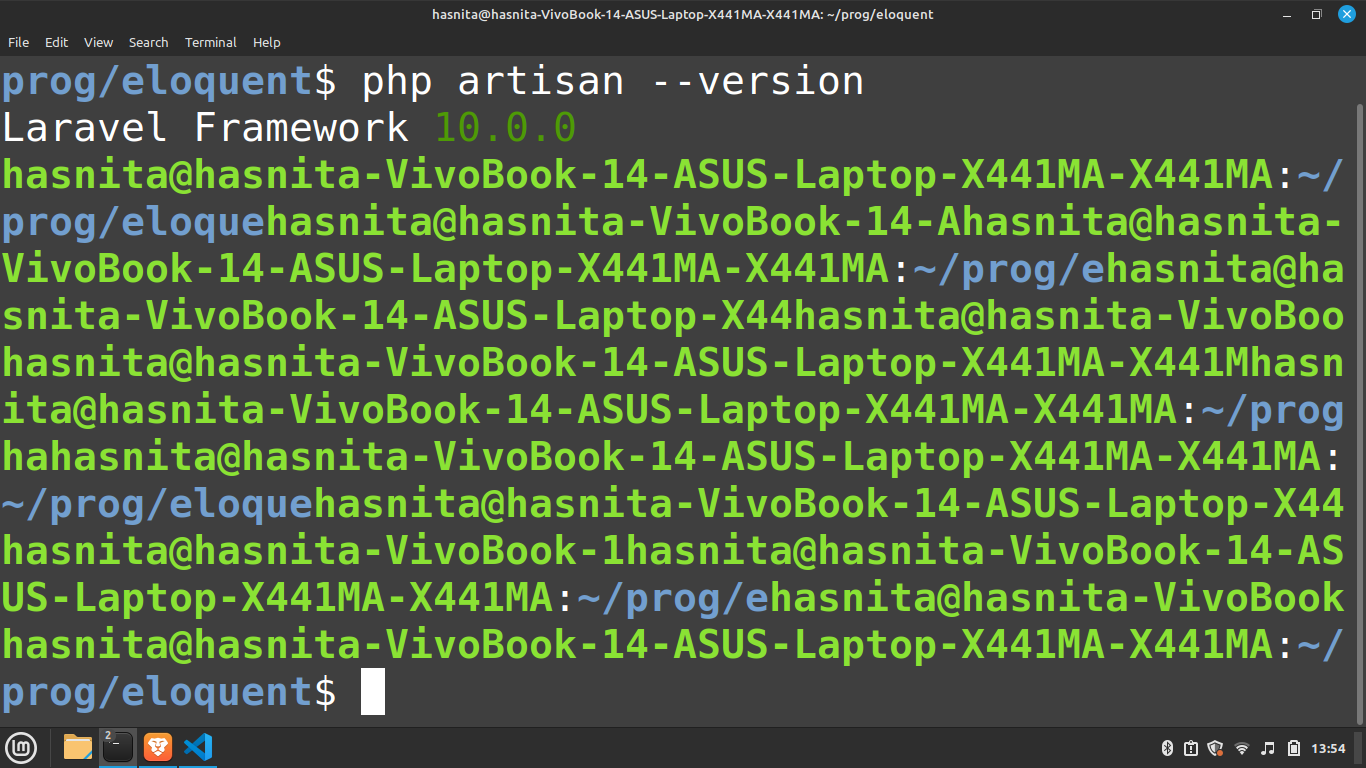 hasnita@hasnita-VivoBook-14-ASUS-Laptop-X441MA-X441MA: ~/prog/eloquent
File Edit View Search Terminal Help
prog/eloquent$ php artisan --version
Laravel Framework 10.0.0
hasnita@hasnita-VivoBook-14-ASUS-Laptop-X441MA-X441MA:~/
prog/eloquehasnita@hasnita-VivoBook-14-Ahasnita@hasnita-
VivoBook-14-ASUS-Laptop-X441MA-X441MA:~/prog/ehasnita@ha
snita-VivoBook-14-ASUS-Laptop-X44hasnita@hasnita-VivoBoo
hasnita@hasnita-VivoBook-14-ASUS-Laptop-X441MA-X441Mhasn
ita@hasnita-VivoBook-14-ASUS-Laptop-X441MA-X441MA:~/prog
hahasnita@hasnita-VivoBook-14-ASUS-Laptop-X441MA-X441MA:
~/prog/eloquehasnita@hasnita-VivoBook-14-ASUS-Laptop-X44
hasnita@hasnita-VivoBook-1hasnita@hasnita-VivoBook-14-AS
US-Laptop-X441MA-X441MA:~/prog/ehasnita@hasnita-VivoBook
hasnita@hasnita-VivoBook-14-ASUS-Laptop-X441MA-X441MA:~/
prog/eloquent$
2
13:54